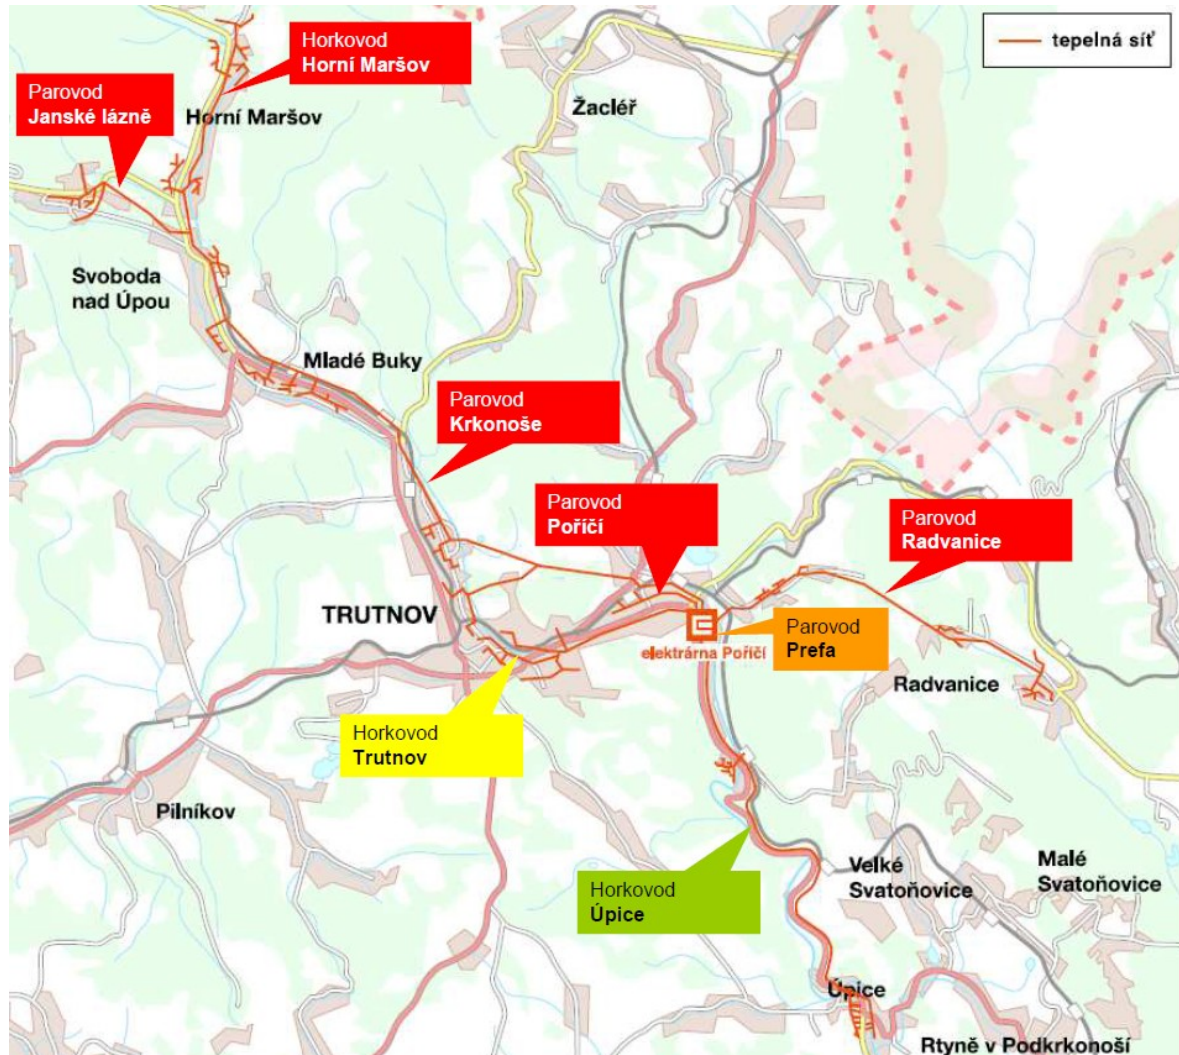 tepelná síť
Horkovod
Horní Maršov
Parovod
Janské lázně
Horní Maršov
Žacléř
Svoboda
nad Úpou
Mladé Buky
Parovod
Krkonoše
Parovod
Poříčí
Parovod
Radvanice
TRUTNOV
elektrárna Poříčí
Parovod
Prefa
Radvanice
Horkovod
Trutnov
Pilníkov
Horkovod
Úpice
Velké
Svatoňovice
Malé
Svatoňovice
Úpice
Rtyně v Podkrkonoší